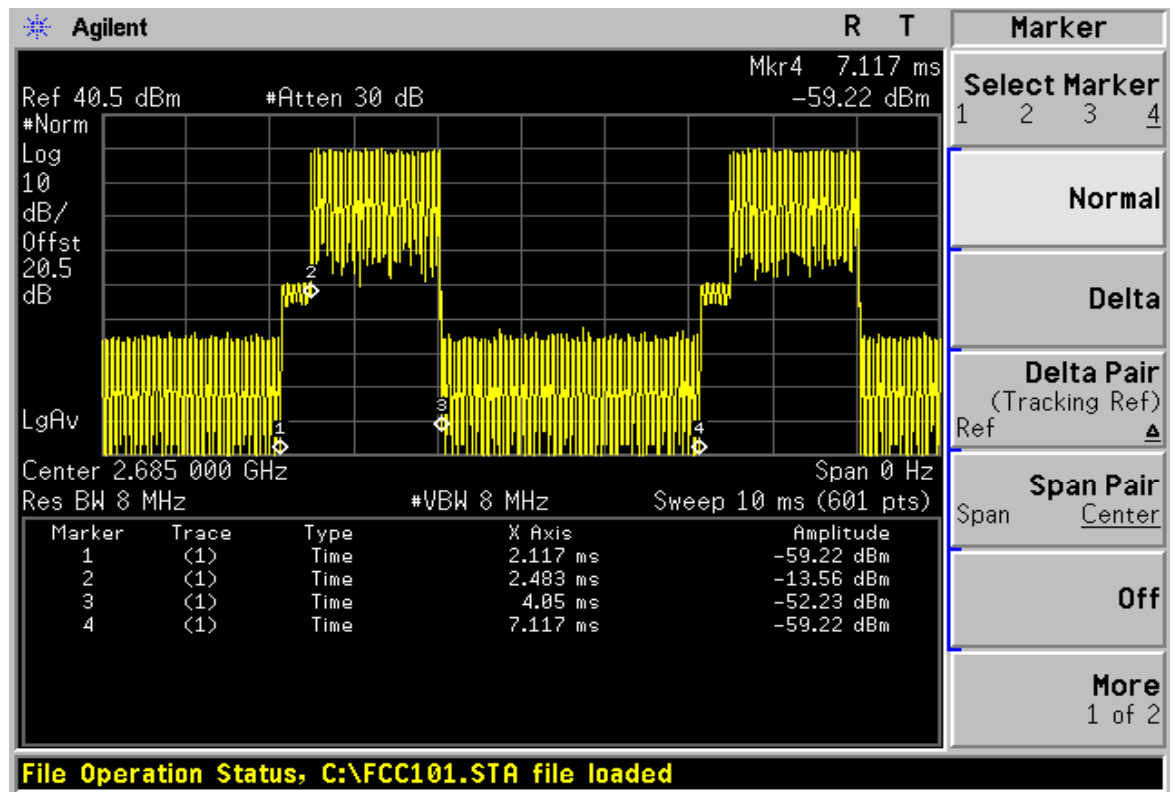 Agilent R T Marker
Mkr4 7.117 ms
Ref 40.5 dBm #Atten 30 dB -59.22 dBm
#Norm
Log
10
dB/
Offst
20.5
dB
LgAv
2
3
1
4
Center 2.685 000 GHz Span 0 Hz
Res BW 8 MHz #VBW 8 MHz Sweep 10 ms (601 pts)
Marker Trace Type X Axis Amplitude
1 (1) Time 2.117 ms -59.22 dBm
2 (1) Time 2.483 ms -13.56 dBm
3 (1) Time 4.05 ms -52.23 dBm
4 (1) Time 7.117 ms -59.22 dBm
Select Marker
1 2 3 4
Normal
Delta
Delta Pair
(Tracking Ref)
Ref Δ
Span Pair
Span Center
Off
More
1 of 2
File Operation Status, C:\FCC101.STA file loaded